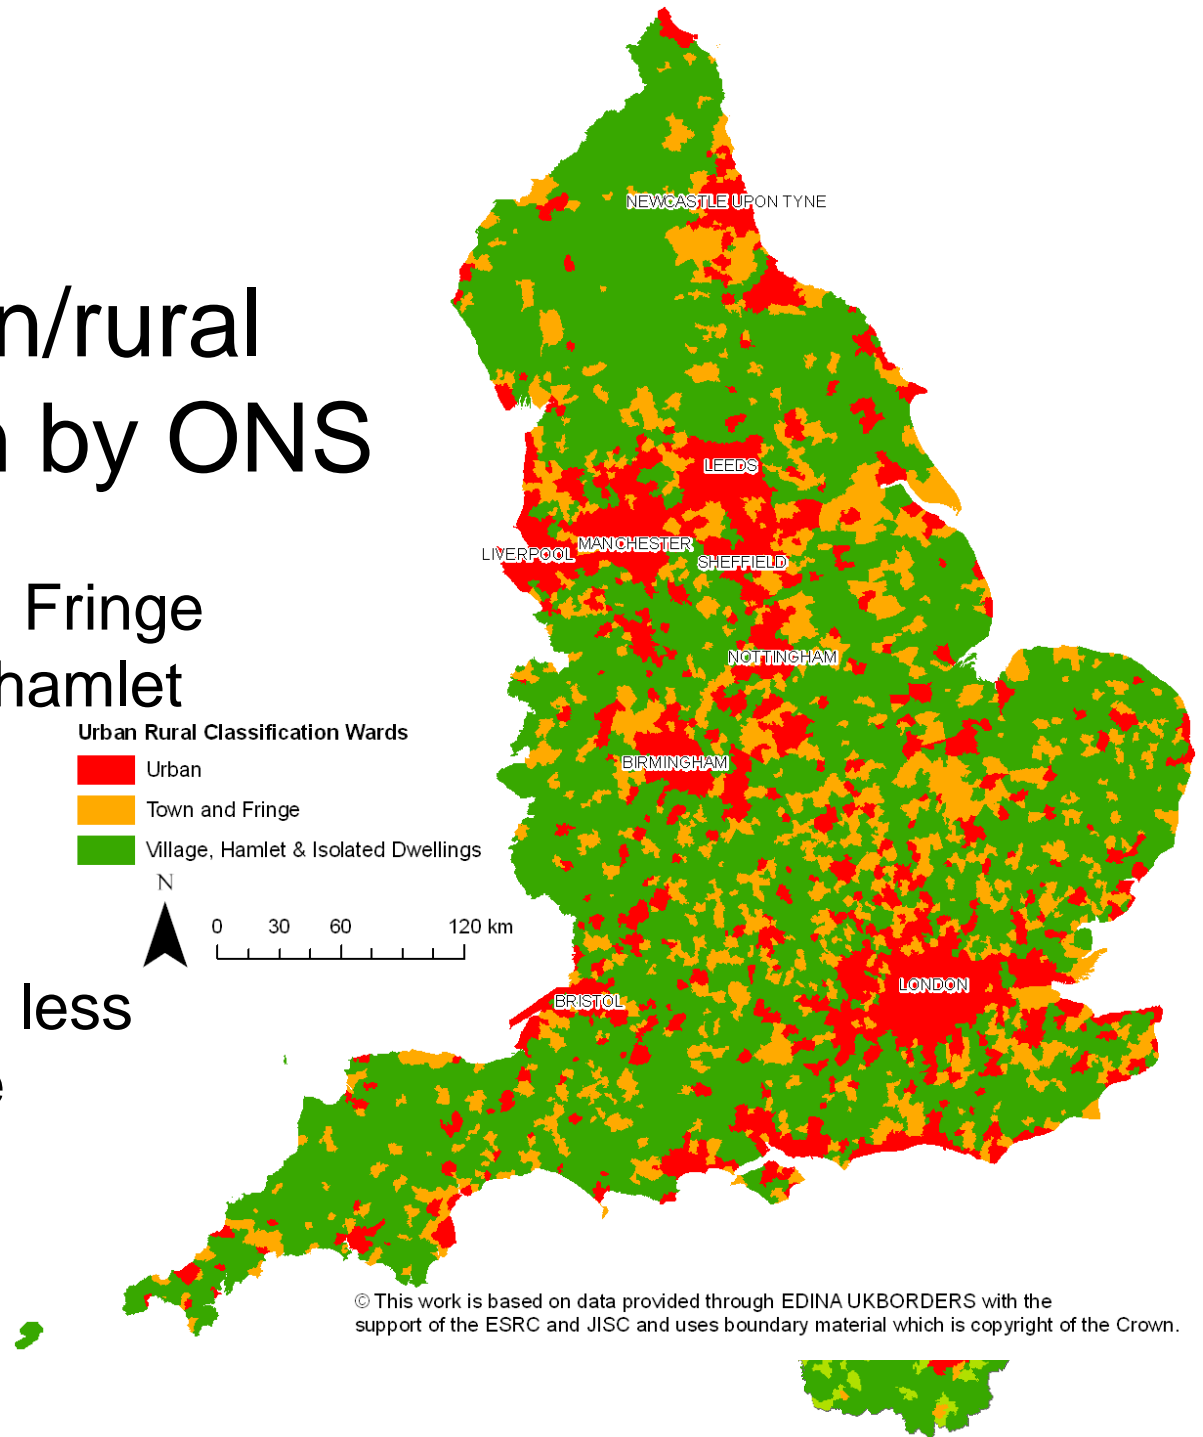 n/rural
n by ONS
Fringe
hamlet
Urban Rural Classification Wards
Urban
Town and Fringe
Village, Hamlet & Isolated Dwellings
N
0 30 60 120 km
less
e
NEWCASTLE UPON TYNE
LEEDS
MANCHESTER
LIVERPOOL
SHEFFIELD
NOTTINGHAM
BIRMINGHAM
LONDON
BRISTOL
© This work is based on data provided through EDINA UKBORDERS with the
support of the ESRC and JISC and uses boundary material which is copyright of the Crown.